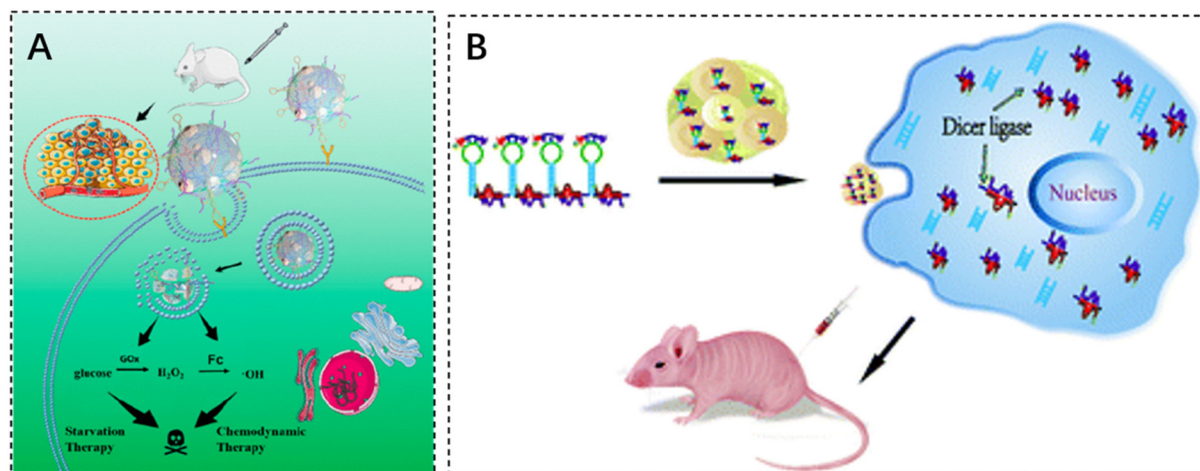 A
GOx
Fc
glucose
H₂O₂
·OH
Starvation
Therapy
Chemodynamic
Therapy
B
Dicer ligase
Nucleus